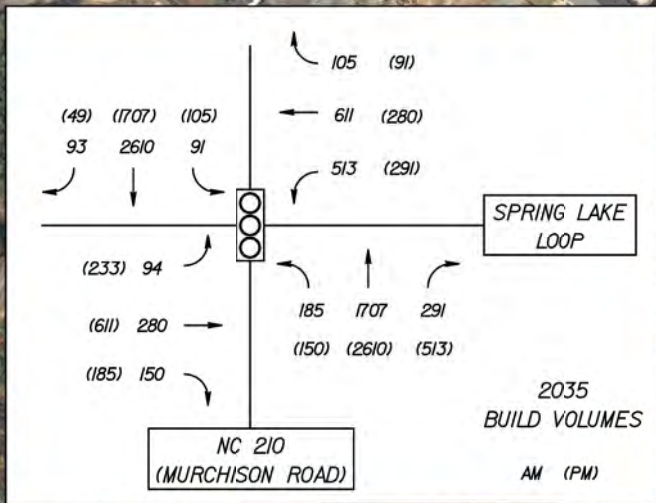 105 (91)
(49) (1707) (105)
611 (280)
93 2610 91
513 (291)
SPRING LAKE
LOOP
(233) 94
185 1707 291
(611) 280
(150) (2610) (513)
(185) 150
2035
BUILD VOLUMES
NC 210
(MURCHISON ROAD)
AM (PM)